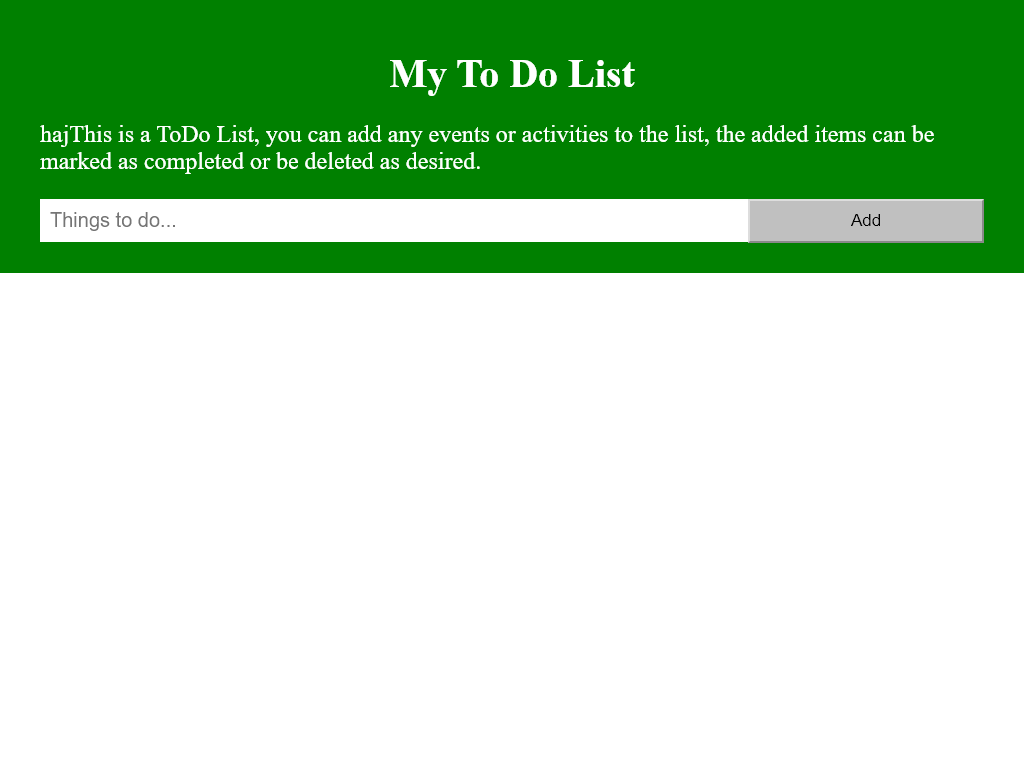 My To Do List
hajThis is a ToDo List, you can add any events or activities to the list, the added items can be
marked as completed or be deleted as desired.
Things to do...
Add